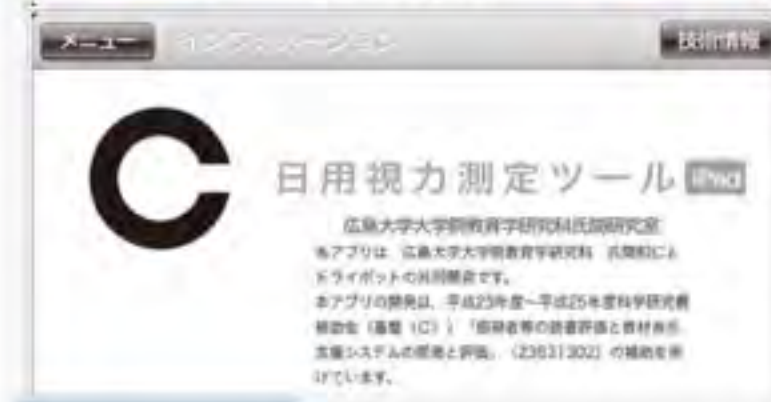 メニュー インフォメーション 技術情報
日用視力測定ツール iPad
広島大学大学院教育学研究科氏間研究室
本アプリは 広島大学大学院教育学研究科 氏間和仁と
ドライポットの共同開発です。
本アプリの開発は、平成23年度〜平成25年度科学研究費
補助金(基盤(C))「弱視者等の読書評価と教材表示
支援システムの開発と評価」(23531302)の補助を受
けています。